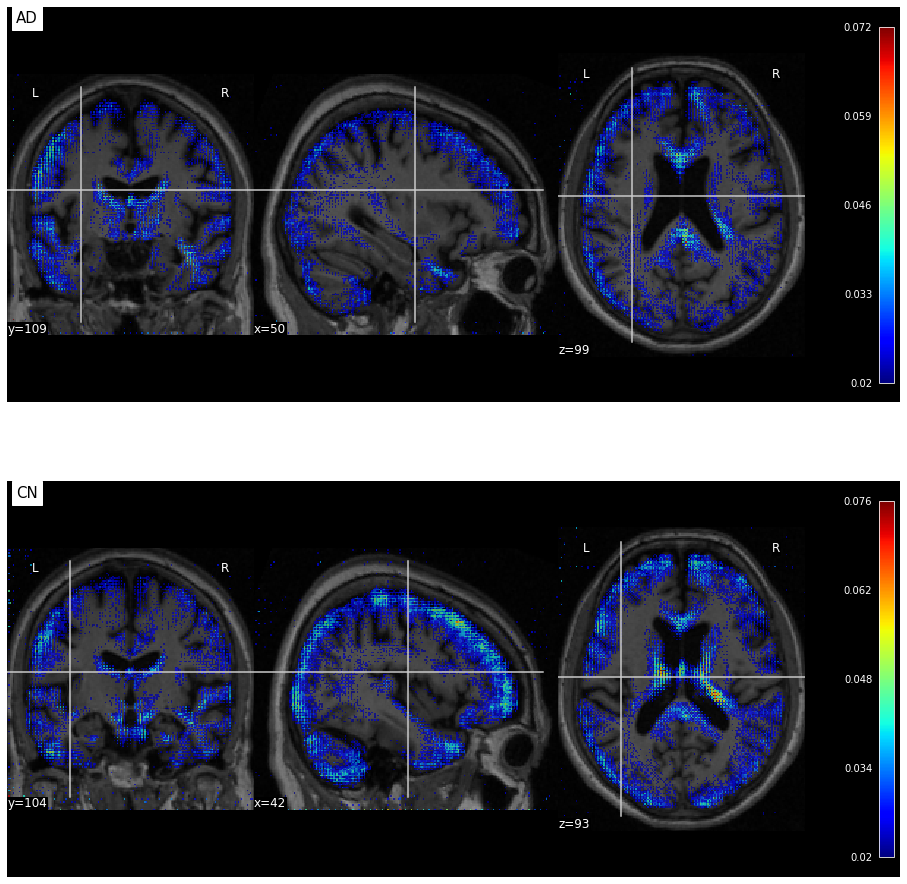 AD
L R
L R
y=109
x=50
z=99
0.072
0.059
0.046
0.033
0.02
CN
L R
L R
y=104
x=42
z=93
0.076
0.062
0.048
0.034
0.02